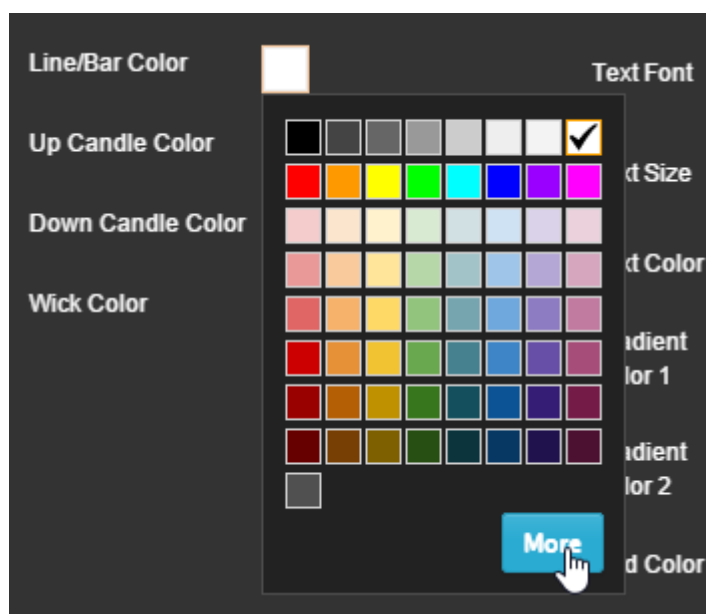 Line/Bar Color
Text Font
Up Candle Color
xt Size
Down Candle Color
xt Color
Wick Color
adient
lor 1
adient
lor 2
More
d Color